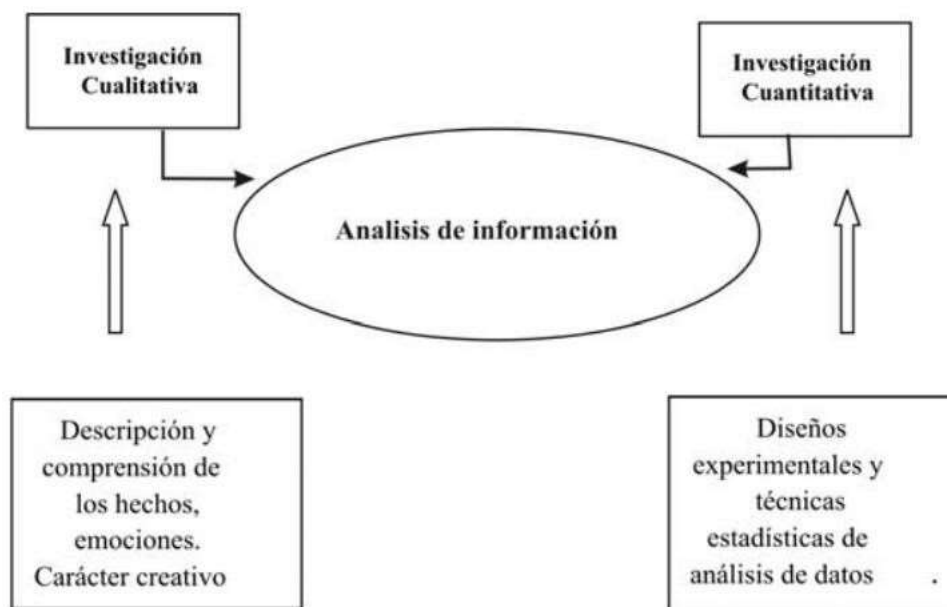 Investigación
Cualitativa
Investigación
Cuantitativa
Analisis de información
Descripción y
comprensión de
los hechos,
emociones.
Carácter creativo
Diseños
experimentales y
técnicas
estadísticas de
análisis de datos .